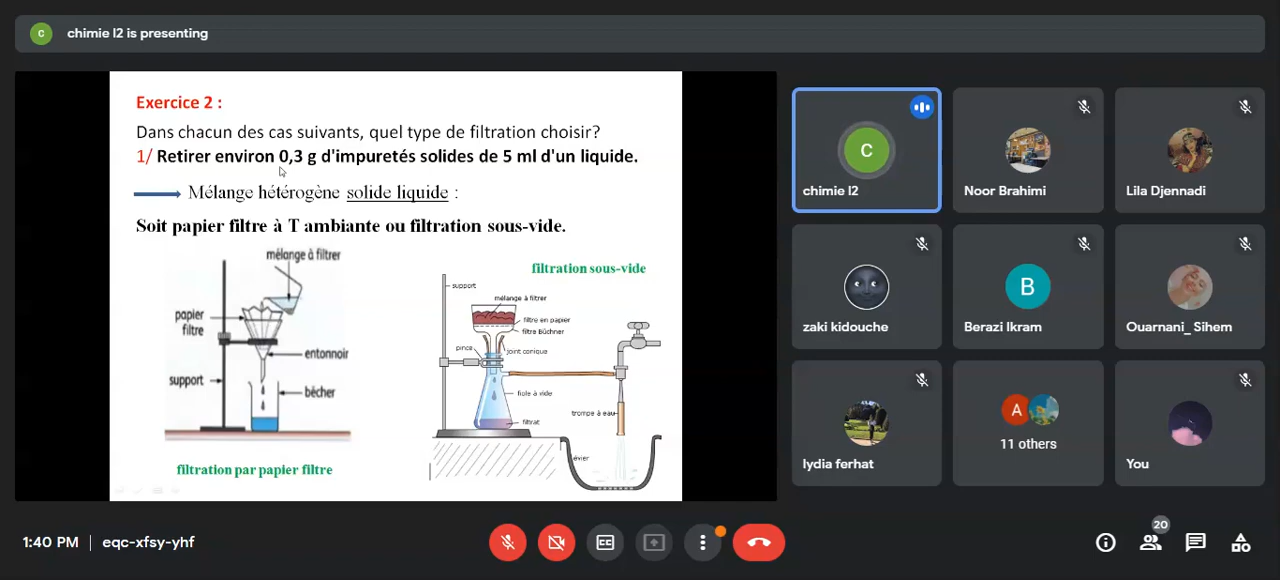 C
chimie l2 is presenting
Exercice 2 :
Dans chacun des cas suivants, quel type de filtration choisir?
1/ Retirer environ 0,3 g d'impuretés solides de 5 ml d'un liquide.
Mélange hétérogène solide liquide :
Soit papier filtre à T ambiante ou filtration sous-vide.
mélange à filtrer
papier
filtre
entonnoir
support
bêcher
filtration par papier filtre
filtration sous-vide
support
mélange à filtrer
filtre en papier
filtre Büchner
pince
joint conique
fiole à vide
trompe à eau
filtrat
évier
C
chimie l2
Noor Brahimi
Lila Djennadi
zaki kidouche
B
Berazi Ikram
Ouarnani_ Sihem
lydia ferhat
A
11 others
You
1:40 PM | eqc-xfsy-yhf
CC
20